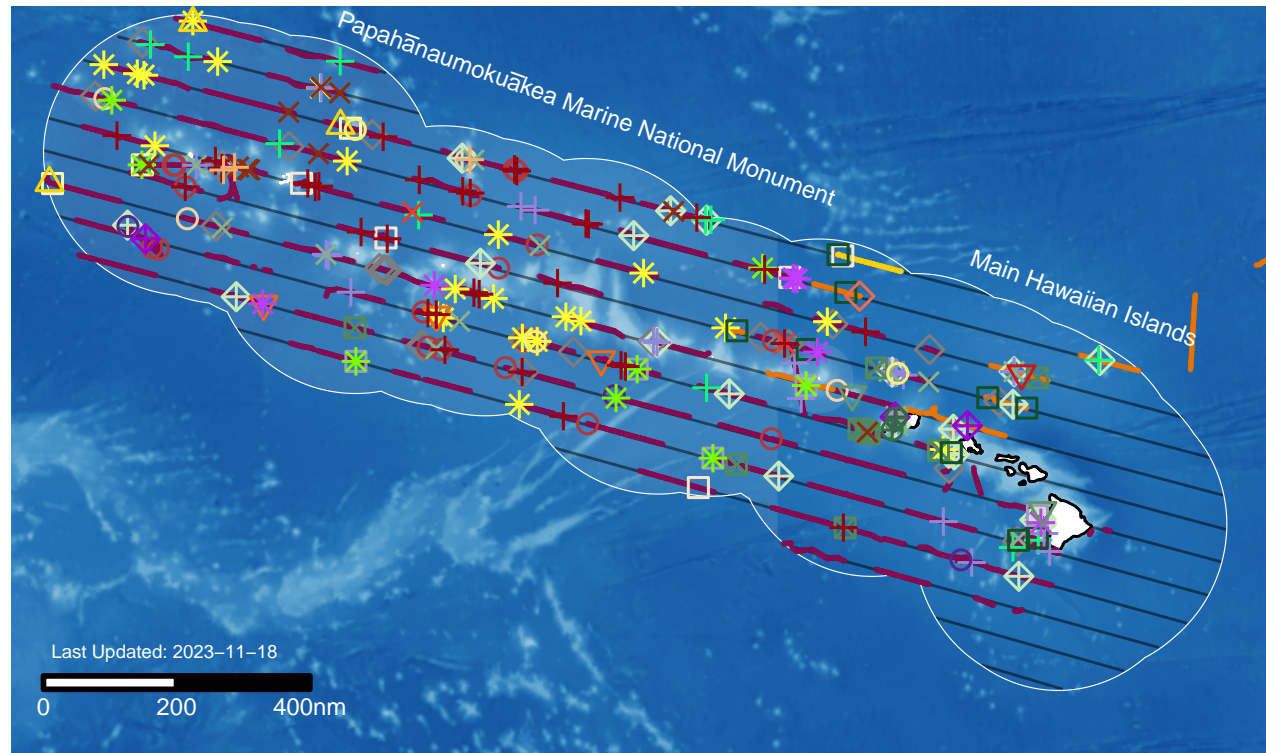 Papahānaumokuākea Marine National Monument
Main Hawaiian Islands
Last Updated: 2023−11−18
0 200 400nm